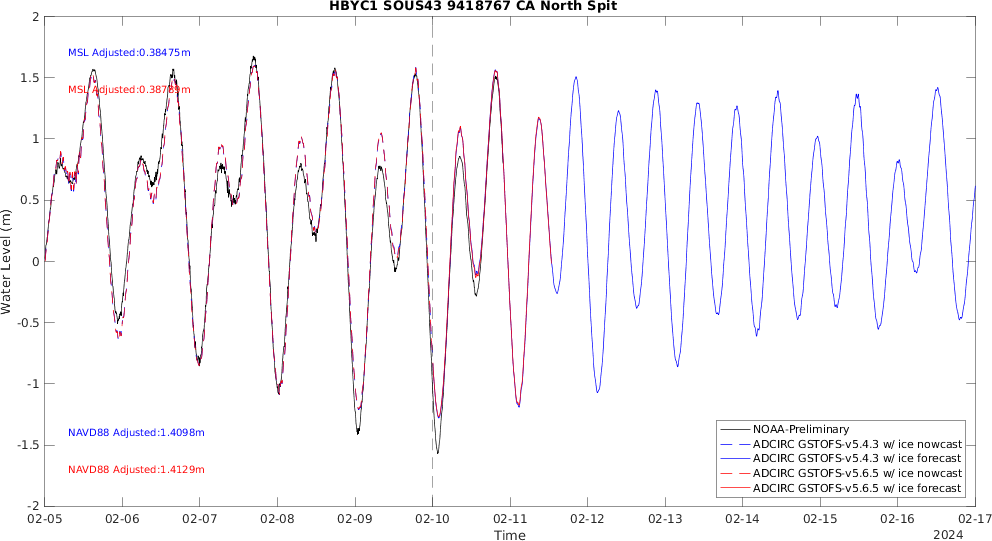 HBYC1 SOUS43 9418767 CA North Spit
2
1.5
1
0.5
0
-0.5
-1
-1.5
-2
Water Level (m)
MSL Adjusted:0.38475m
MSL Adjusted:0.38789m
NAVD88 Adjusted:1.4098m
NAVD88 Adjusted:1.4129m
NOAA-Preliminary
ADCIRC GSTOFS-v5.4.3 w/ ice nowcast
ADCIRC GSTOFS-v5.4.3 w/ ice forecast
ADCIRC GSTOFS-v5.6.5 w/ ice nowcast
ADCIRC GSTOFS-v5.6.5 w/ ice forecast
02-05 02-06 02-07 02-08 02-09 02-10 02-11 02-12 02-13 02-14 02-15 02-16 02-17
Time
2024